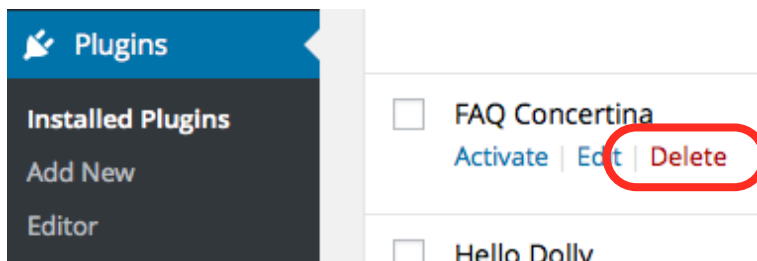 Plugins
Installed Plugins
Add New
Editor
FAQ Concertina
Activate | Edit | Delete
Hello Dolly